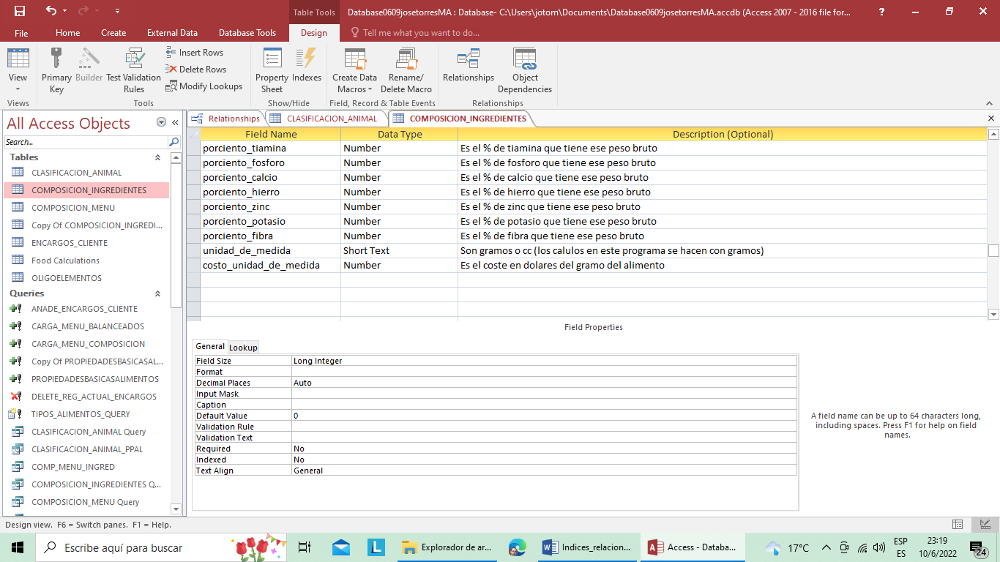 Table Tools
Database0609josetorresMA : Database- C:\Users\jotom\Documents\Database0609josetorresMA.accdb (Access 2007 - 2016 file for...
?
File Home Create External Data Database Tools Design Tell me what you want to do...
View
Views
Primary Key
Builder
Test Validation Rules
Insert Rows
Delete Rows
Modify Lookups
Tools
Property Sheet
Indexes
Show/Hide
Create Data Macros
Rename/ Delete Macro
Field, Record & Table Events
Relationships
Object Dependencies
Relationships
All Access Objects
Search...
Tables
CLASIFICACION_ANIMAL
COMPOSICION_INGREDIENTES
COMPOSICION_MENU
Copy Of COMPOSICION_INGREDI...
ENCARGOS_CLIENTE
Food Calculations
OLIGOELEMENTOS
Queries
ANADE_ENCARGOS_CLIENTE
CARGA_MENU_BALANCEADOS
CARGA_MENU_COMPOSICION
Copy Of PROPIEDADESBASICASAL...
PROPIEDADESBASICASALIMENTOS
DELETE_REG_ACTUAL_ENCARGOS
TIPOS_ALIMENTOS_QUERY
CLASIFICACION_ANIMAL Query
CLASIFICACION_ANIMAL_PPAL
COMP_MENU_INGRED
COMPOSICION_INGREDIENTES Q...
COMPOSICION_MENU Query
Relationships CLASIFICACION_ANIMAL COMPOSICION_INGREDIENTES
Field Name Data Type Description (Optional)
porciento_tiamina Number Es el % de tiamina que tiene ese peso bruto
porciento_fosforo Number Es el % de fosforo que tiene ese peso bruto
porciento_calcio Number Es el % de calcio que tiene ese peso bruto
porciento_hierro Number Es el % de hierro que tiene ese peso bruto
porciento_zinc Number Es el % de zinc que tiene ese peso bruto
porciento_potasio Number Es el % de potasio que tiene ese peso bruto
porciento_fibra Number Es el % de fibra que tiene ese peso bruto
unidad_de_medida Short Text Son gramos o cc (los calulos en este programa se hacen con gramos)
costo_unidad_de_medida Number Es el coste en dolares del gramo del alimento
Field Properties
General Lookup
Field Size Long Integer
Format
Decimal Places Auto
Input Mask
Caption
Default Value 0
Validation Rule
Validation Text
Required No
Indexed No
Text Align General
A field name can be up to 64 characters long,
including spaces. Press F1 for help on field
names.
Design view. F6 = Switch panes. F1 = Help.
Escribe aquí para buscar
L
Explorador de ar...
Indices_relacion...
Access - Databa...
17°C
ESP
ES
23:19
10/6/2022
24